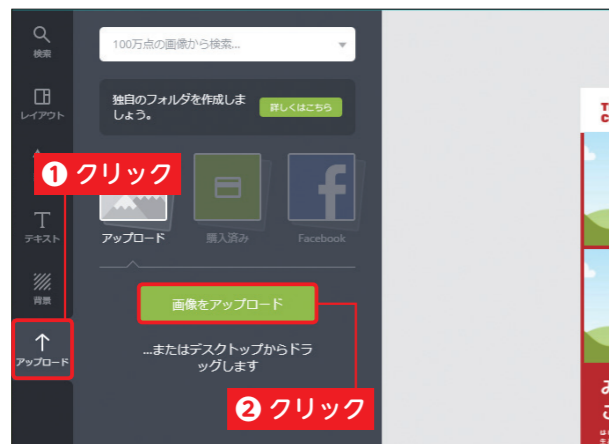 検索
100万点の画像から検索...
レイアウト
独自のフォルダを作成しま
しょう。
詳しくはこちら
❶ クリック
テキスト
アップロード
購入済み
Facebook
背景
画像をアップロード
アップロード
...またはデスクトップからドラ
ッグします
❷ クリック